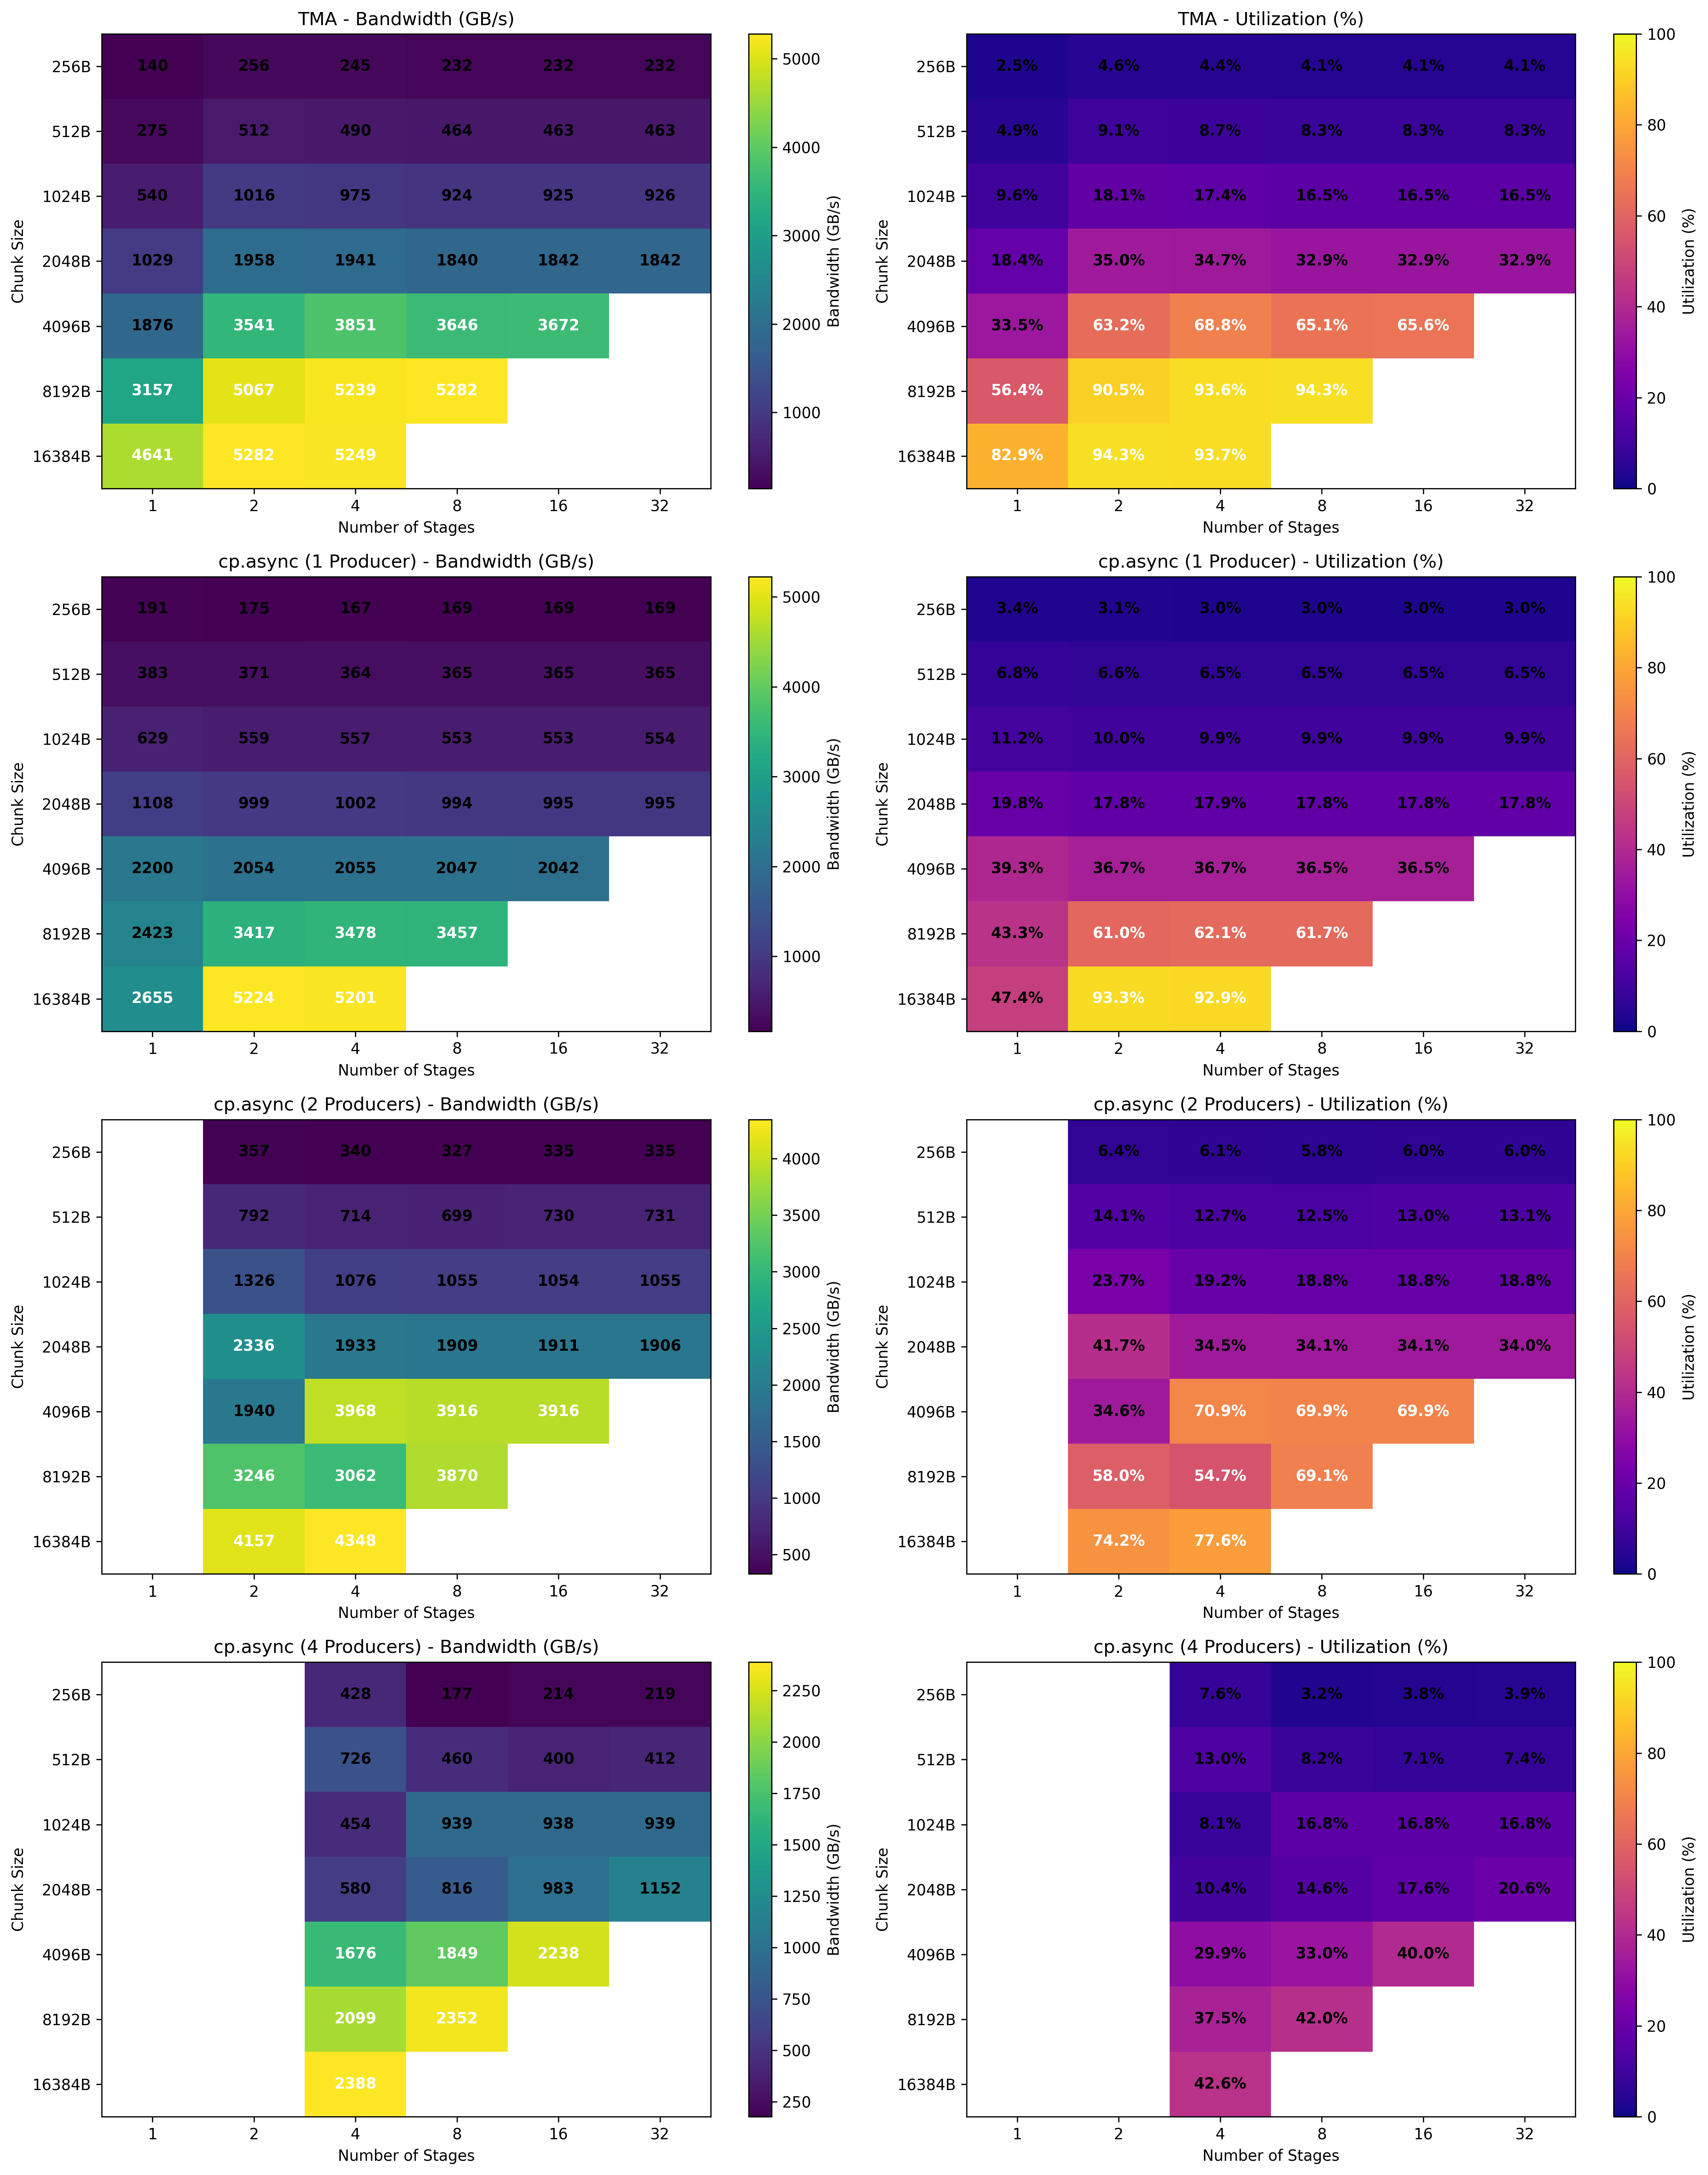 TMA - Bandwidth (GB/s)
Chunk Size
256B 140 256 245 232 232 232
512B 275 512 490 464 463 463
1024B 540 1016 975 924 925 926
2048B 1029 1958 1941 1840 1842 1842
4096B 1876 3541 3851 3646 3672
8192B 3157 5067 5239 5282
16384B 4641 5282 5249
1 2 4 8 16 32
Number of Stages
5000
4000
3000
2000
1000
Bandwidth (GB/s)
TMA - Utilization (%)
Chunk Size
2.5% 4.6% 4.4% 4.1% 4.1% 4.1%
4.9% 9.1% 8.7% 8.3% 8.3% 8.3%
9.6% 18.1% 17.4% 16.5% 16.5% 16.5%
18.4% 35.0% 34.7% 32.9% 32.9% 32.9%
33.5% 63.2% 68.8% 65.1% 65.6%
56.4% 90.5% 93.6% 94.3%
82.9% 94.3% 93.7%
1 2 4 8 16 32
Number of Stages
100
80
60
40
20
0
Utilization (%)
cp.async (1 Producer) - Bandwidth (GB/s)
Chunk Size
256B 191 175 167 169 169 169
512B 383 371 364 365 365 365
1024B 629 559 557 553 553 554
2048B 1108 999 1002 994 995 995
4096B 2200 2054 2055 2047 2042
8192B 2423 3417 3478 3457
16384B 2655 5224 5201
1 2 4 8 16 32
Number of Stages
5000
4000
3000
2000
1000
Bandwidth (GB/s)
cp.async (1 Producer) - Utilization (%)
Chunk Size
3.4% 3.1% 3.0% 3.0% 3.0% 3.0%
6.8% 6.6% 6.5% 6.5% 6.5% 6.5%
11.2% 10.0% 9.9% 9.9% 9.9% 9.9%
19.8% 17.8% 17.9% 17.8% 17.8% 17.8%
39.3% 36.7% 36.7% 36.5% 36.5%
43.3% 61.0% 62.1% 61.7%
47.4% 93.3% 92.9%
1 2 4 8 16 32
Number of Stages
100
80
60
40
20
0
Utilization (%)
cp.async (2 Producers) - Bandwidth (GB/s)
Chunk Size
256B 357 340 327 335 335
512B 792 714 699 730 731
1024B 1326 1076 1055 1054 1055
2048B 2336 1933 1909 1911 1906
4096B 1940 3968 3916 3916
8192B 3246 3062 3870
16384B 4157 4348
1 2 4 8 16 32
Number of Stages
4000
3500
3000
2500
2000
1500
1000
500
Bandwidth (GB/s)
cp.async (2 Producers) - Utilization (%)
Chunk Size
6.4% 6.1% 5.8% 6.0% 6.0%
14.1% 12.7% 12.5% 13.0% 13.1%
23.7% 19.2% 18.8% 18.8% 18.8%
41.7% 34.5% 34.1% 34.1% 34.0%
34.6% 70.9% 69.9% 69.9%
58.0% 54.7% 69.1%
74.2% 77.6%
1 2 4 8 16 32
Number of Stages
100
80
60
40
20
0
Utilization (%)
cp.async (4 Producers) - Bandwidth (GB/s)
Chunk Size
256B 428 177 214 219
512B 726 460 400 412
1024B 454 939 938 939
2048B 580 816 983 1152
4096B 1676 1849 2238
8192B 2099 2352
16384B 2388
1 2 4 8 16 32
Number of Stages
2250
2000
1750
1500
1250
1000
750
500
250
Bandwidth (GB/s)
cp.async (4 Producers) - Utilization (%)
Chunk Size
7.6% 3.2% 3.8% 3.9%
13.0% 8.2% 7.1% 7.4%
8.1% 16.8% 16.8% 16.8%
10.4% 14.6% 17.6% 20.6%
29.9% 33.0% 40.0%
37.5% 42.0%
42.6%
1 2 4 8 16 32
Number of Stages
100
80
60
40
20
0
Utilization (%)